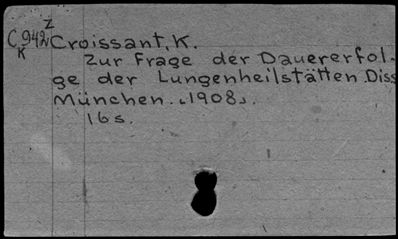 Z
C942 Croissant, K.
K
Zur Frage der Dauererfol-
ge der Lungenheilstätten. Diss
München. <1908>.
16 s.